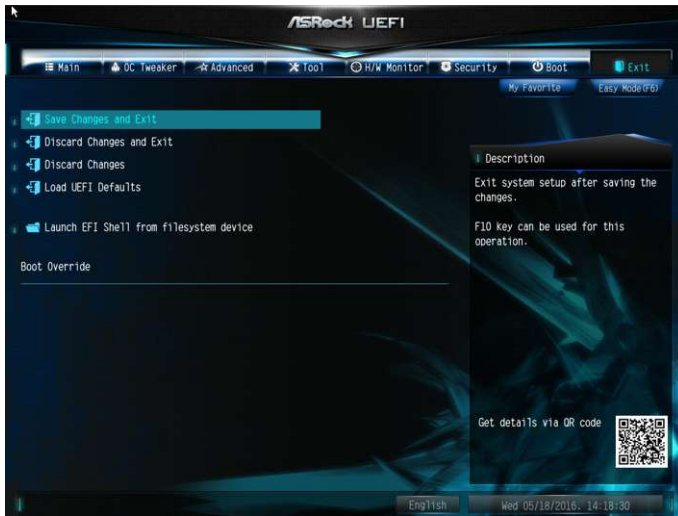 ASRock UEFI
Main OC Tweaker Advanced Tool H/W Monitor Security Boot Exit
My Favorite Easy Mode(F6)
Save Changes and Exit
Discard Changes and Exit
Discard Changes
Load UEFI Defaults
Launch EFI Shell from filesystem device
Boot Override
Description
Exit system setup after saving the
changes.
F10 key can be used for this
operation.
Get details via QR code
English Wed 05/18/2016. 14:18:30